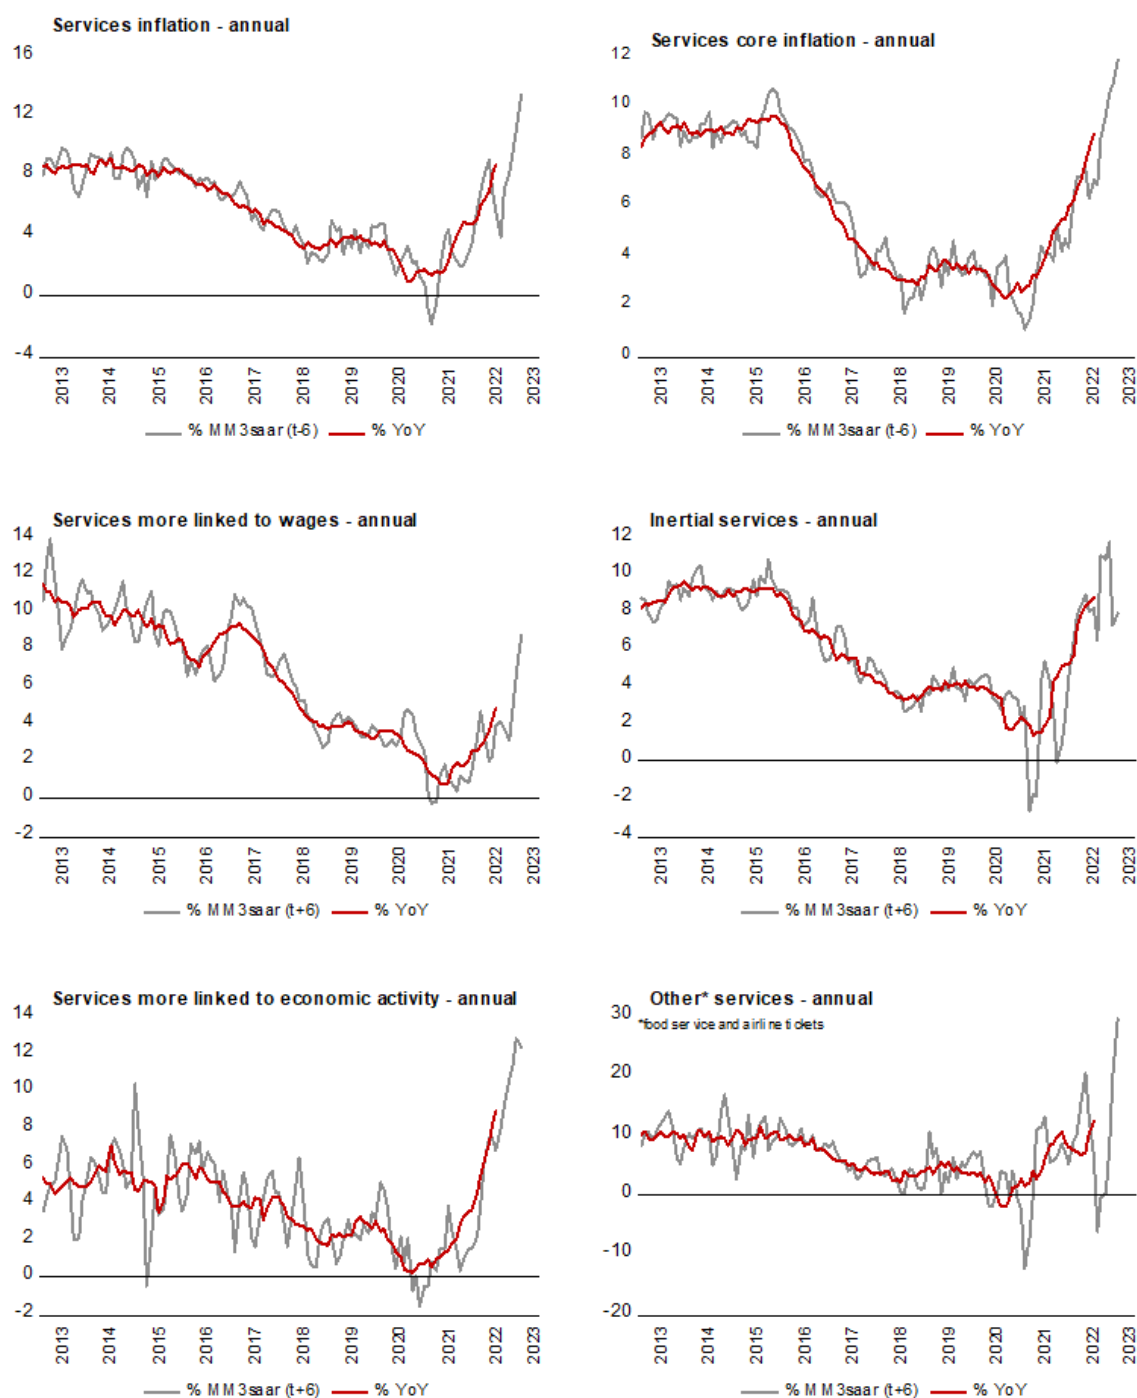 Services inflation - annual
16
12
8
4
0
-4
2013 2014 2015 2016 2017 2018 2019 2020 2021 2022 2023
% MM3saar (t-6) % YoY
Services core inflation - annual
12
10
8
6
4
2
0
2013 2014 2015 2016 2017 2018 2019 2020 2021 2022 2023
% MM3saar (t-6) % YoY
Services more linked to wages - annual
14
12
10
8
6
4
2
0
-2
2013 2014 2015 2016 2017 2018 2019 2020 2021 2022 2023
% MM3saar (t+6) % YoY
Inertial services - annual
12
10
8
6
4
2
0
-2
-4
2013 2014 2015 2016 2017 2018 2019 2020 2021 2022 2023
% MM3saar (t+6) % YoY
Services more linked to economic activity - annual
14
12
10
8
6
4
2
0
-2
2013 2014 2015 2016 2017 2018 2019 2020 2021 2022 2023
% MM3saar (t+6) % YoY
Other* services - annual
*food service and airline tickets
30
20
10
0
-10
-20
2013 2014 2015 2016 2017 2018 2019 2020 2021 2022 2023
% MM3saar (t+6) % YoY